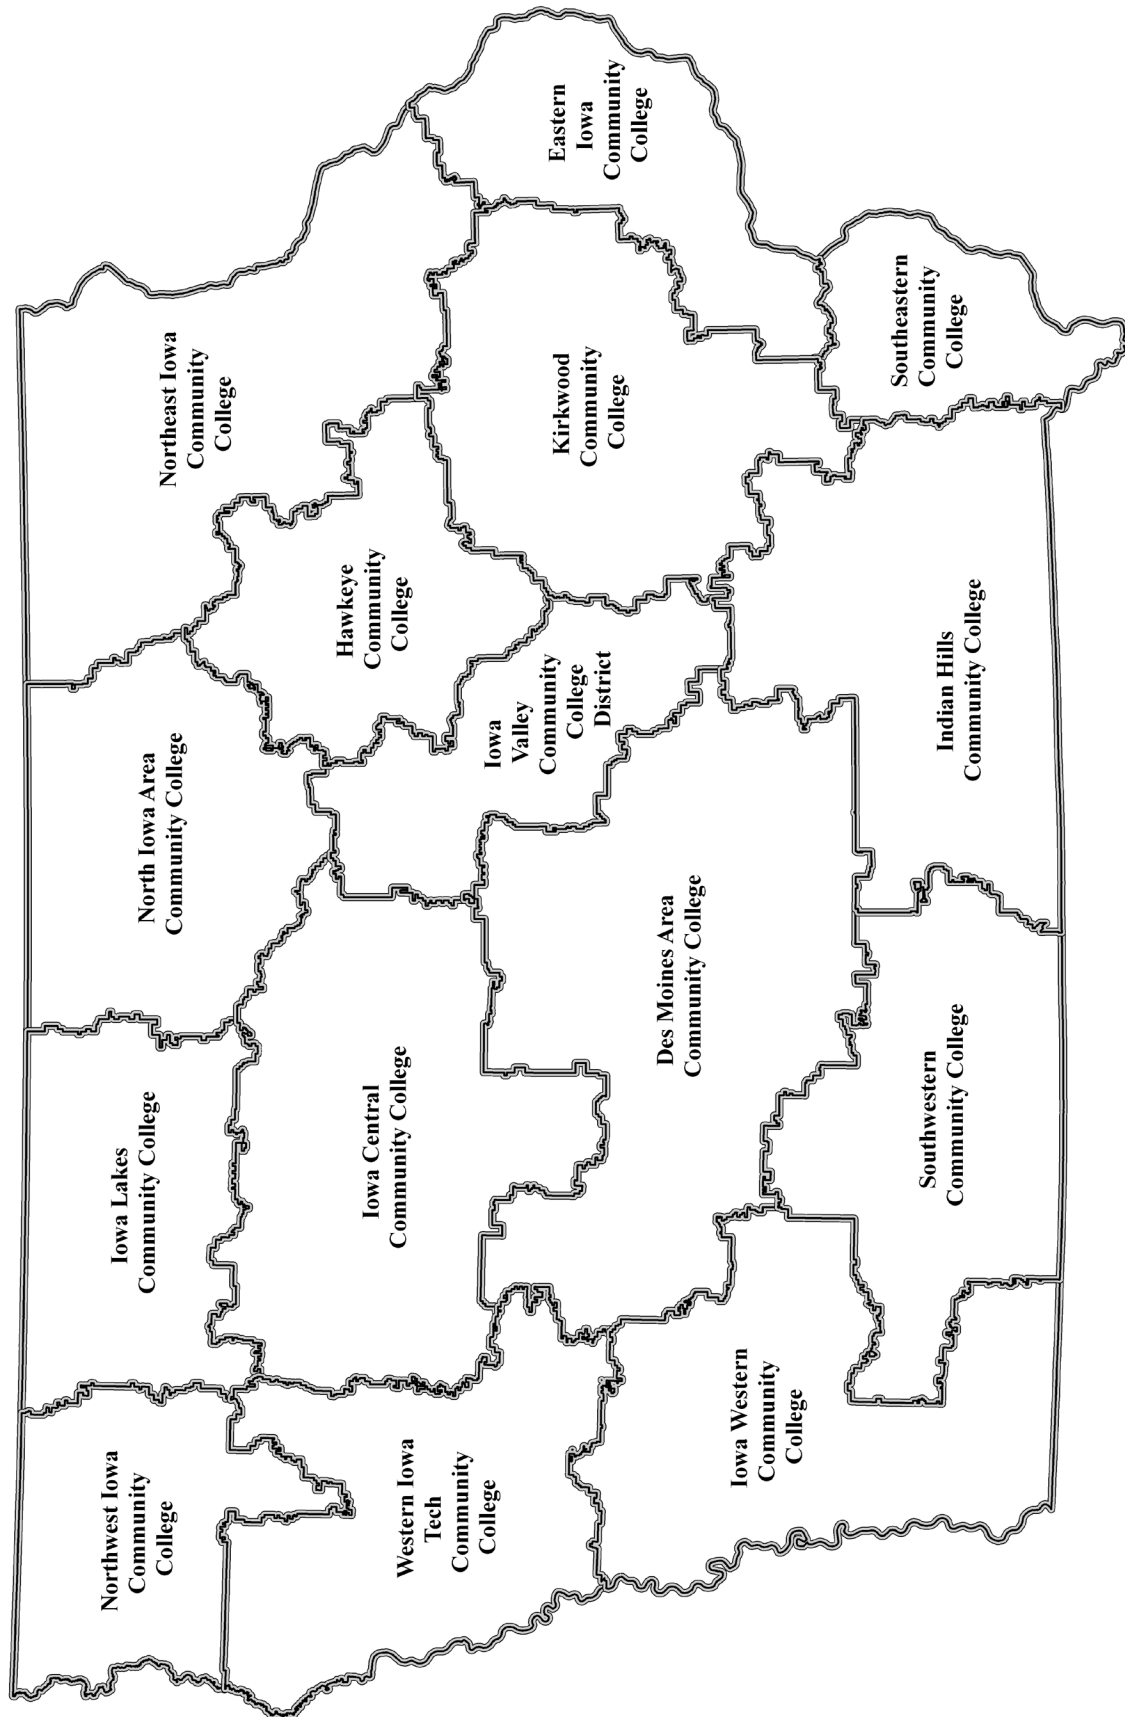 Northwest Iowa
Community
College
Iowa Lakes
Community College
North Iowa Area
Community College
Northeast Iowa
Community
College
Western Iowa
Tech
Community
College
Iowa Central
Community College
Hawkeye
Community
College
Iowa
Valley
Community
College
District
Kirkwood
Community
College
Eastern
Iowa
Community
College
Iowa Western
Community
College
Des Moines Area
Community College
Southwestern
Community College
Indian Hills
Community College
Southeastern
Community
College